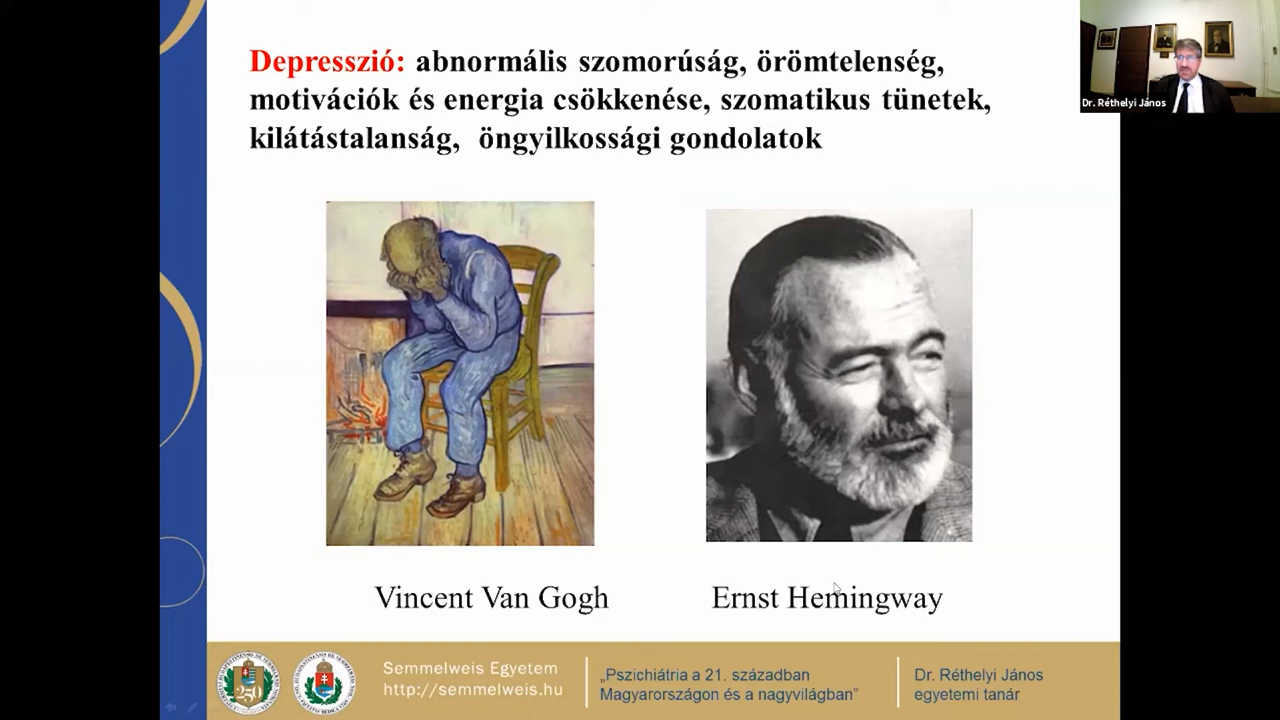 Depresszió: abnormális szomorúság, örömtelenség,
motivációk és energia csökkenése, szomatikus tünetek,
kilátástalanság, öngyilkossági gondolatok
Dr. Réthelyi János
Vincent Van Gogh
Ernst Hemingway
250
Semmelweis Egyetem
http://semmelweis.hu
„Pszichiátria a 21. században
Magyarországon és a nagyvilágban”
Dr. Réthelyi János
egyetemi tanár